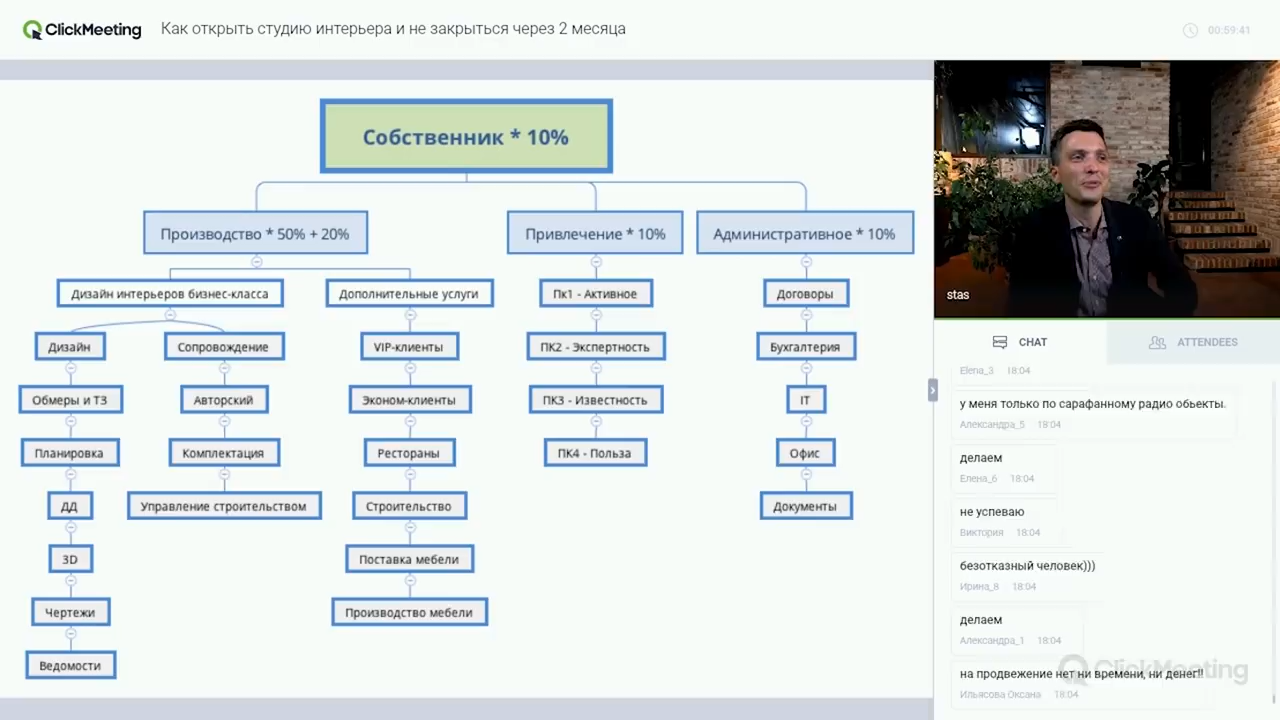 ClickMeeting
Как открыть студию интерьера и не закрыться через 2 месяца
00:59:41
Собственник * 10%
Производство * 50% + 20%
Привлечение * 10%
Административное * 10%
Дизайн интерьеров бизнес-класса
Дополнительные услуги
Пк1 - Активное
Договоры
Дизайн
Сопровождение
VIP-клиенты
ПК2 - Экспертность
Бухгалтерия
Обмеры и ТЗ
Авторский
Эконом-клиенты
ПК3 - Известность
IT
Планировка
Комплектация
Рестораны
ПК4 - Польза
Офис
ДД
Управление строительством
Строительство
Документы
3D
Поставка мебели
Чертежи
Производство мебели
Ведомости
stas
CHAT
ATTENDEES
Elena_3 18:04
у меня только по сарафанному радио обьекты.
Александра_5 18:04
делаем
Елена_6 18:04
не успеваю
Виктория 18:04
безотказный человек)))
Ирина_8 18:04
делаем
Александра_1 18:04
на продвежение нет ни времени, ни денег!!
Ильясова Оксана 18:04
ClickMeeting